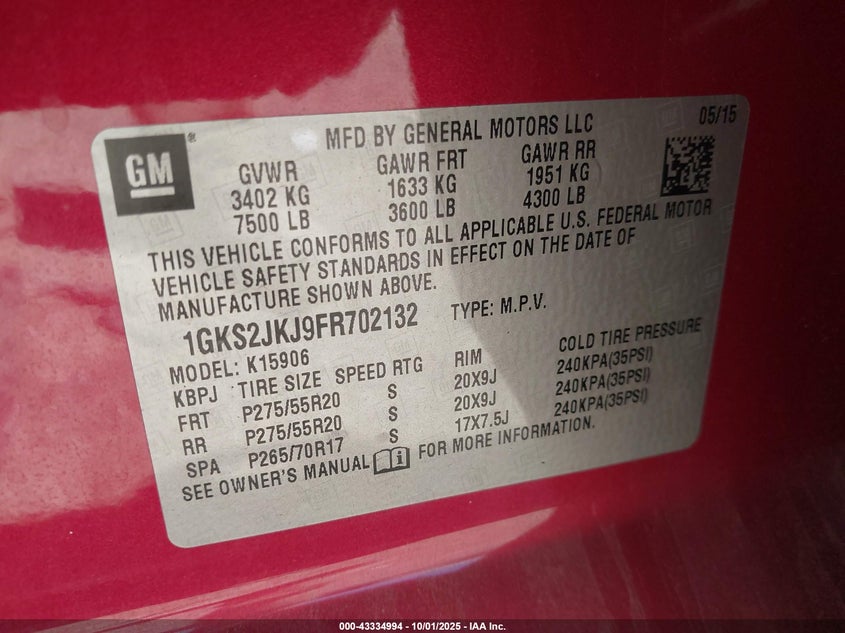 GM
MFD BY GENERAL MOTORS LLC
05/15
GVWR GAWR FRT GAWR RR
3402 KG 1633 KG 1951 KG
7500 LB 3600 LB 4300 LB
THIS VEHICLE CONFORMS TO ALL APPLICABLE U.S. FEDERAL MOTOR
VEHICLE SAFETY STANDARDS IN EFFECT ON THE DATE OF
MANUFACTURE SHOWN ABOVE.
1GKS2JKJ9FR702132 TYPE: M.P.V.
MODEL: K15906
KBPJ TIRE SIZE SPEED RTG RIM COLD TIRE PRESSURE
FRT P275/55R20 S 20X9J 240KPA(35PSI)
RR P275/55R20 S 20X9J 240KPA(35PSI)
SPA P265/70R17 S 17X7.5J 240KPA(35PSI)
SEE OWNER'S MANUAL FOR MORE INFORMATION.
000-43334994 - 10/01/2025 - IAA Inc.